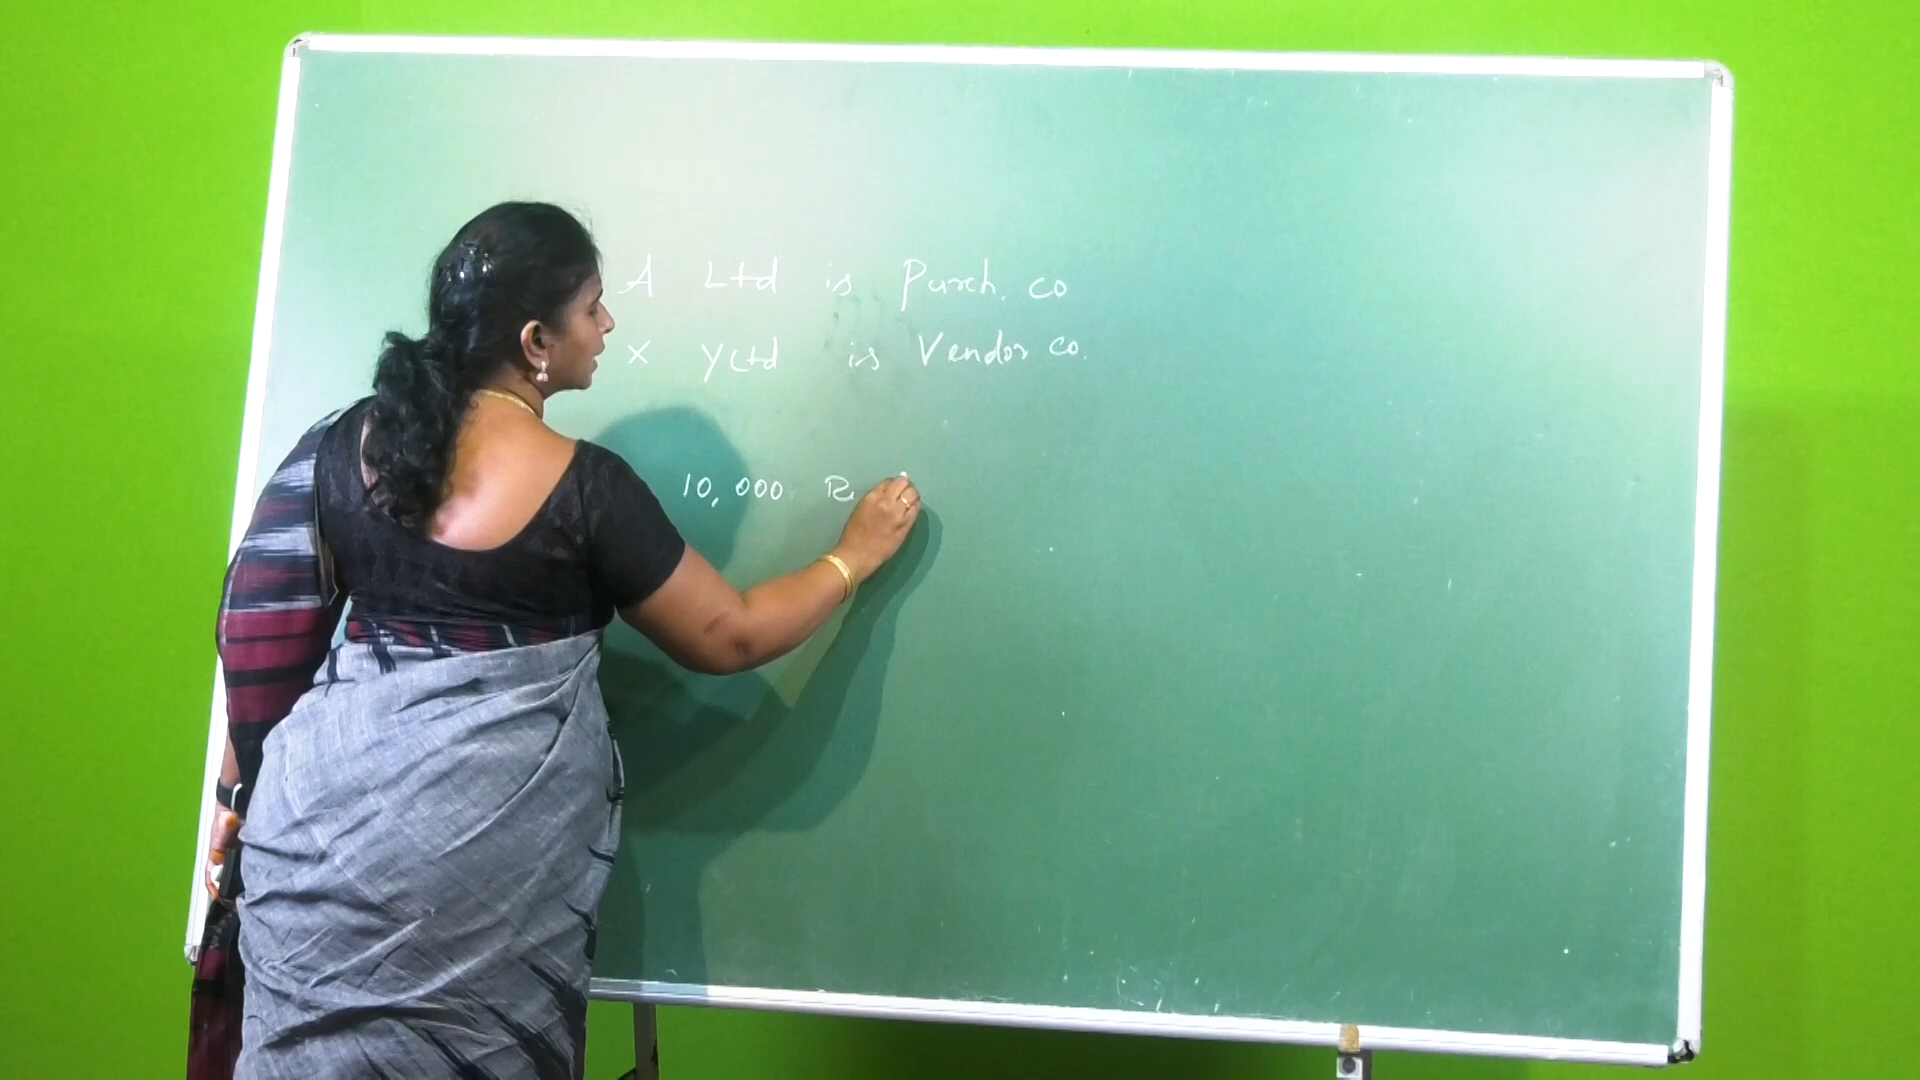 A Ltd is Purch. co
X Y Ltd is Vendor co.
10,000